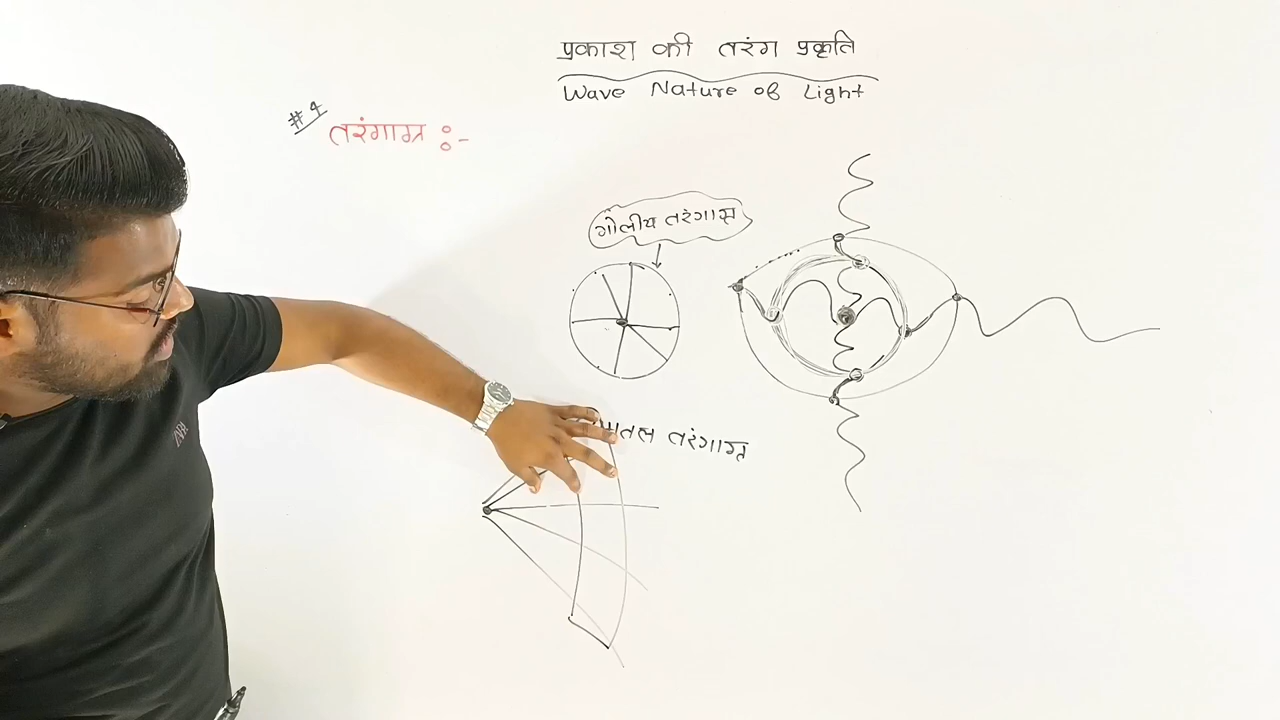 प्रकाश की तरंग प्रकृति
Wave Nature of Light
#4
तरंगाग्र :-
गोलीय तरंगाग्र
तरंगाग्र